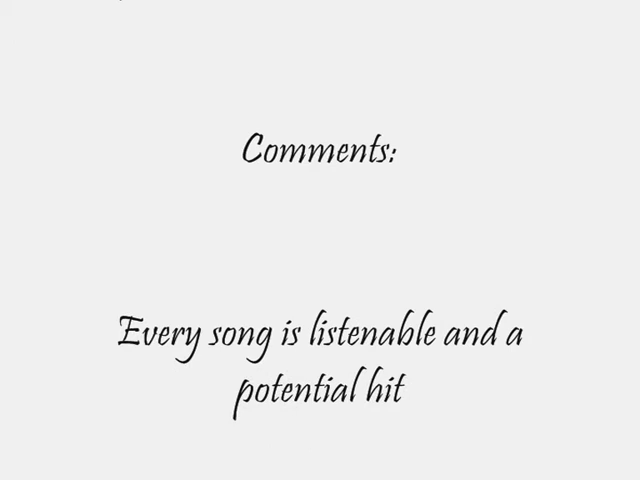 Comments:
Every song is listenable and a
potential hit